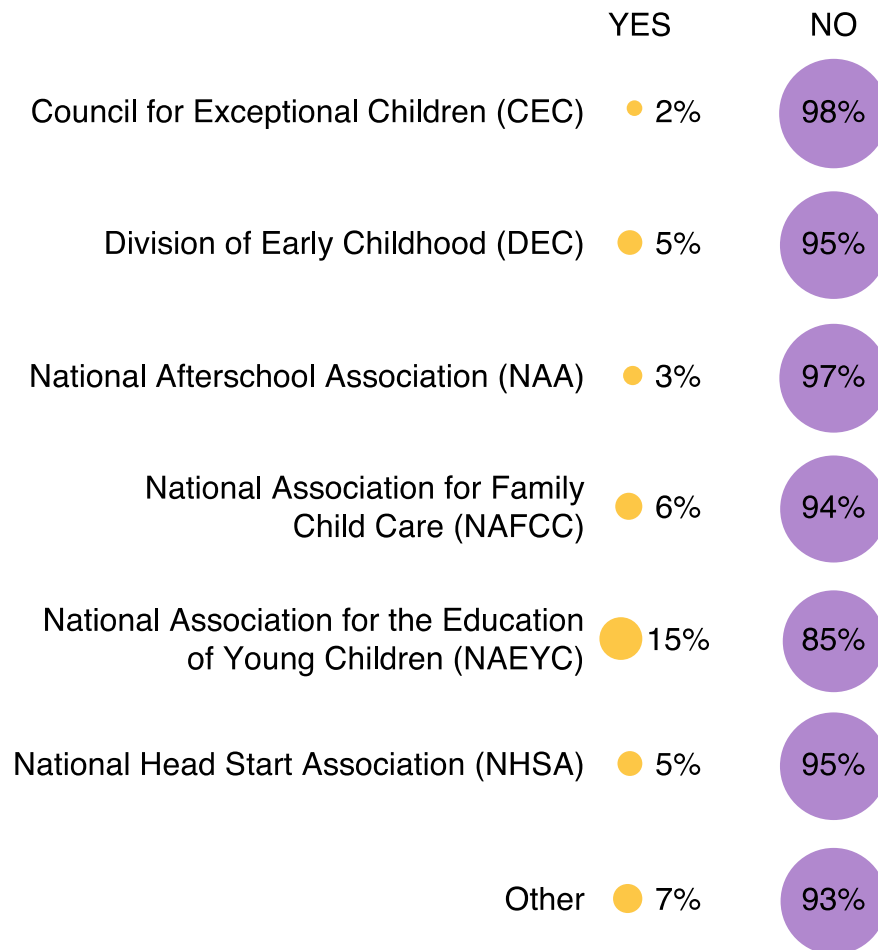 YES NO
Council for Exceptional Children (CEC) 2% 98%
Division of Early Childhood (DEC) 5% 95%
National Afterschool Association (NAA) 3% 97%
National Association for Family
Child Care (NAFCC) 6% 94%
National Association for the Education
of Young Children (NAEYC) 15% 85%
National Head Start Association (NHSA) 5% 95%
Other 7% 93%